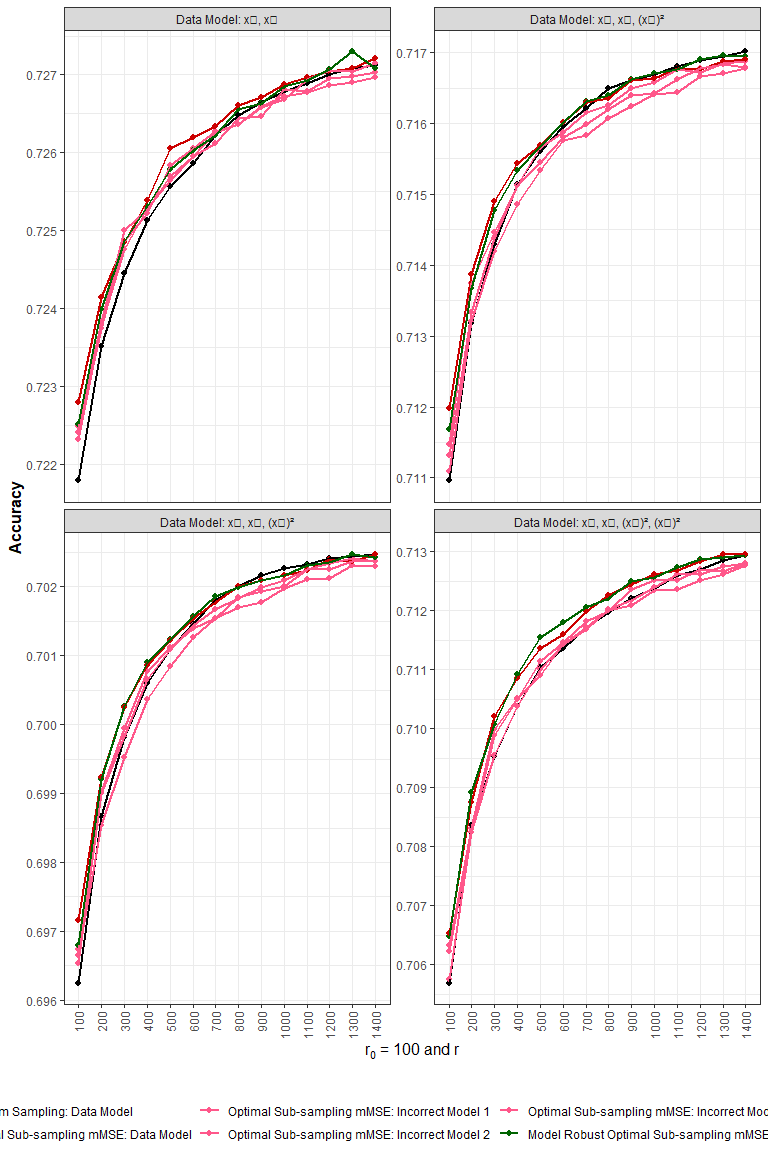 Data Model: x▯, x▯
Data Model: x▯, x▯, (x▯)²
0.727
0.726
0.725
0.724
0.723
0.722
0.717
0.716
0.715
0.714
0.713
0.712
0.711
Data Model: x▯, x▯, (x▯)²
Data Model: x▯, x▯, (x▯)², (x▯)²
0.702
0.701
0.700
0.699
0.698
0.697
0.696
0.713
0.712
0.711
0.710
0.709
0.708
0.707
0.706
Accuracy
100 200 300 400 500 600 700 800 900 1000 1100 1200 1300 1400
100 200 300 400 500 600 700 800 900 1000 1100 1200 1300 1400
r₀ = 100 and r
m Sampling: Data Model Optimal Sub-sampling mMSE: Incorrect Model 1 Optimal Sub-sampling mMSE: Incorrect Mod
l Sub-sampling mMSE: Data Model Optimal Sub-sampling mMSE: Incorrect Model 2 Model Robust Optimal Sub-sampling mMSE